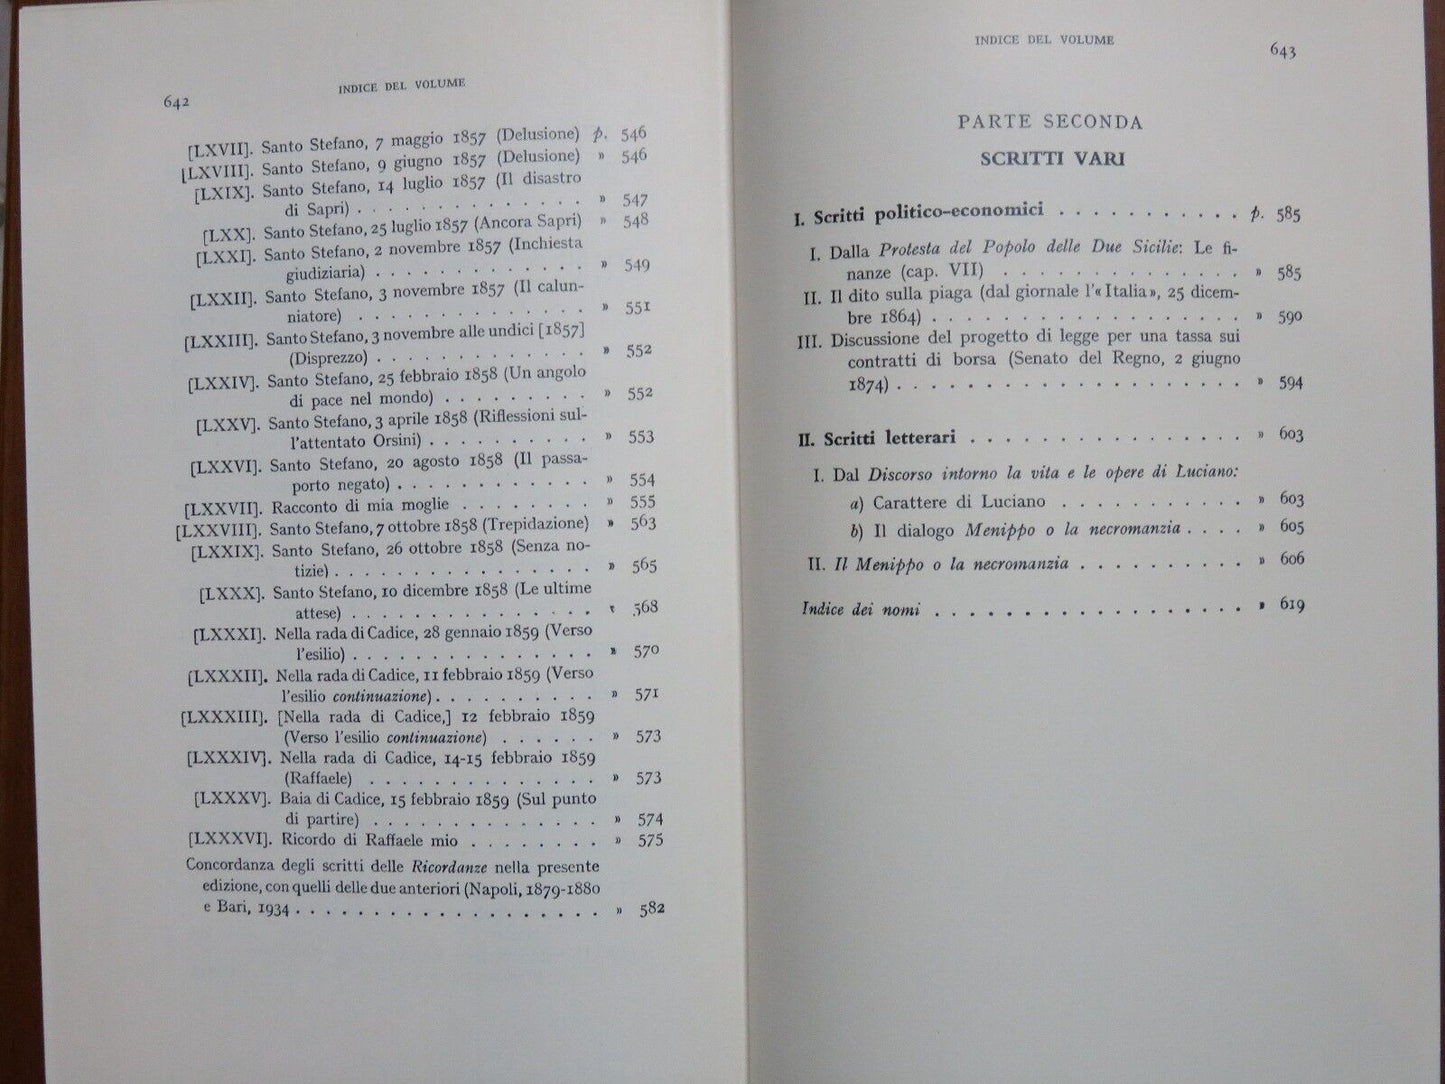 642
INDICE DEL VOLUME
[LXVII]. Santo Stefano, 7 maggio 1857 (Delusione) p. 546
[LXVIII]. Santo Stefano, 9 giugno 1857 (Delusione) » 546
[LXIX]. Santo Stefano, 14 luglio 1857 (Il disastro
di Sapri) . . . . . . . . . . . . . » 547
[LXX]. Santo Stefano, 25 luglio 1857 (Ancora Sapri) » 548
[LXXI]. Santo Stefano, 2 novembre 1857 (Inchiesta
giudiziaria) . . . . . . . . . . . . » 549
[LXXII]. Santo Stefano, 3 novembre 1857 (Il calun-
niatore) . . . . . . . . . . . . . » 551
[LXXIII]. Santo Stefano, 3 novembre alle undici [1857]
(Disprezzo) . . . . . . . . . . . . » 552
[LXXIV]. Santo Stefano, 25 febbraio 1858 (Un angolo
di pace nel mondo) . . . . . . . . . » 552
[LXXV]. Santo Stefano, 3 aprile 1858 (Riflessioni sul-
l'attentato Orsini) . . . . . . . . . . » 553
[LXXVI]. Santo Stefano, 20 agosto 1858 (Il passa-
porto negato) . . . . . . . . . . . . » 554
[LXXVII]. Racconto di mia moglie . . . . . . . . » 555
[LXXVIII]. Santo Stefano, 7 ottobre 1858 (Trepidazione) » 563
[LXXIX]. Santo Stefano, 26 ottobre 1858 (Senza no-
tizie) . . . . . . . . . . . . . . . » 565
[LXXX]. Santo Stefano, 10 dicembre 1858 (Le ultime
attese) . . . . . . . . . . . . . . » 568
[LXXXI]. Nella rada di Cadice, 28 gennaio 1859 (Verso
l'esilio) . . . . . . . . . . . . . . » 570
[LXXXII]. Nella rada di Cadice, 11 febbraio 1859 (Verso
l'esilio continuazione) . . . . . . . . . . » 571
[LXXXIII]. [Nella rada di Cadice,] 12 febbraio 1859
(Verso l'esilio continuazione) . . . . . . » 573
[LXXXIV]. Nella rada di Cadice, 14-15 febbraio 1859
(Raffaele) . . . . . . . . . . . . . » 573
[LXXXV]. Baia di Cadice, 15 febbraio 1859 (Sul punto
di partire) . . . . . . . . . . . . . » 574
[LXXXVI]. Ricordo di Raffaele mio . . . . . . . . » 575
Concordanza degli scritti delle Ricordanze nella presente
edizione, con quelli delle due anteriori (Napoli, 1879-1880
e Bari, 1934 . . . . . . . . . . . . . . . . . » 582
INDICE DEL VOLUME
643
PARTE SECONDA
SCRITTI VARI
I. Scritti politico-economici . . . . . . . . . . . p. 585
I. Dalla Protesta del Popolo delle Due Sicilie: Le fi-
nanze (cap. VII) . . . . . . . . . . . . . . » 585
II. Il dito sulla piaga (dal giornale l'«Italia», 25 dicem-
bre 1864) . . . . . . . . . . . . . . . . . » 590
III. Discussione del progetto di legge per una tassa sui
contratti di borsa (Senato del Regno, 2 giugno
1874) . . . . . . . . . . . . . . . . . . . » 594
II. Scritti letterari . . . . . . . . . . . . . . . . » 603
I. Dal Discorso intorno la vita e le opere di Luciano:
a) Carattere di Luciano . . . . . . . . . . » 603
b) Il dialogo Menippo o la necromanzia . . . . » 605
II. Il Menippo o la necromanzia . . . . . . . . . . » 606
Indice dei nomi . . . . . . . . . . . . . . . . . . » 619